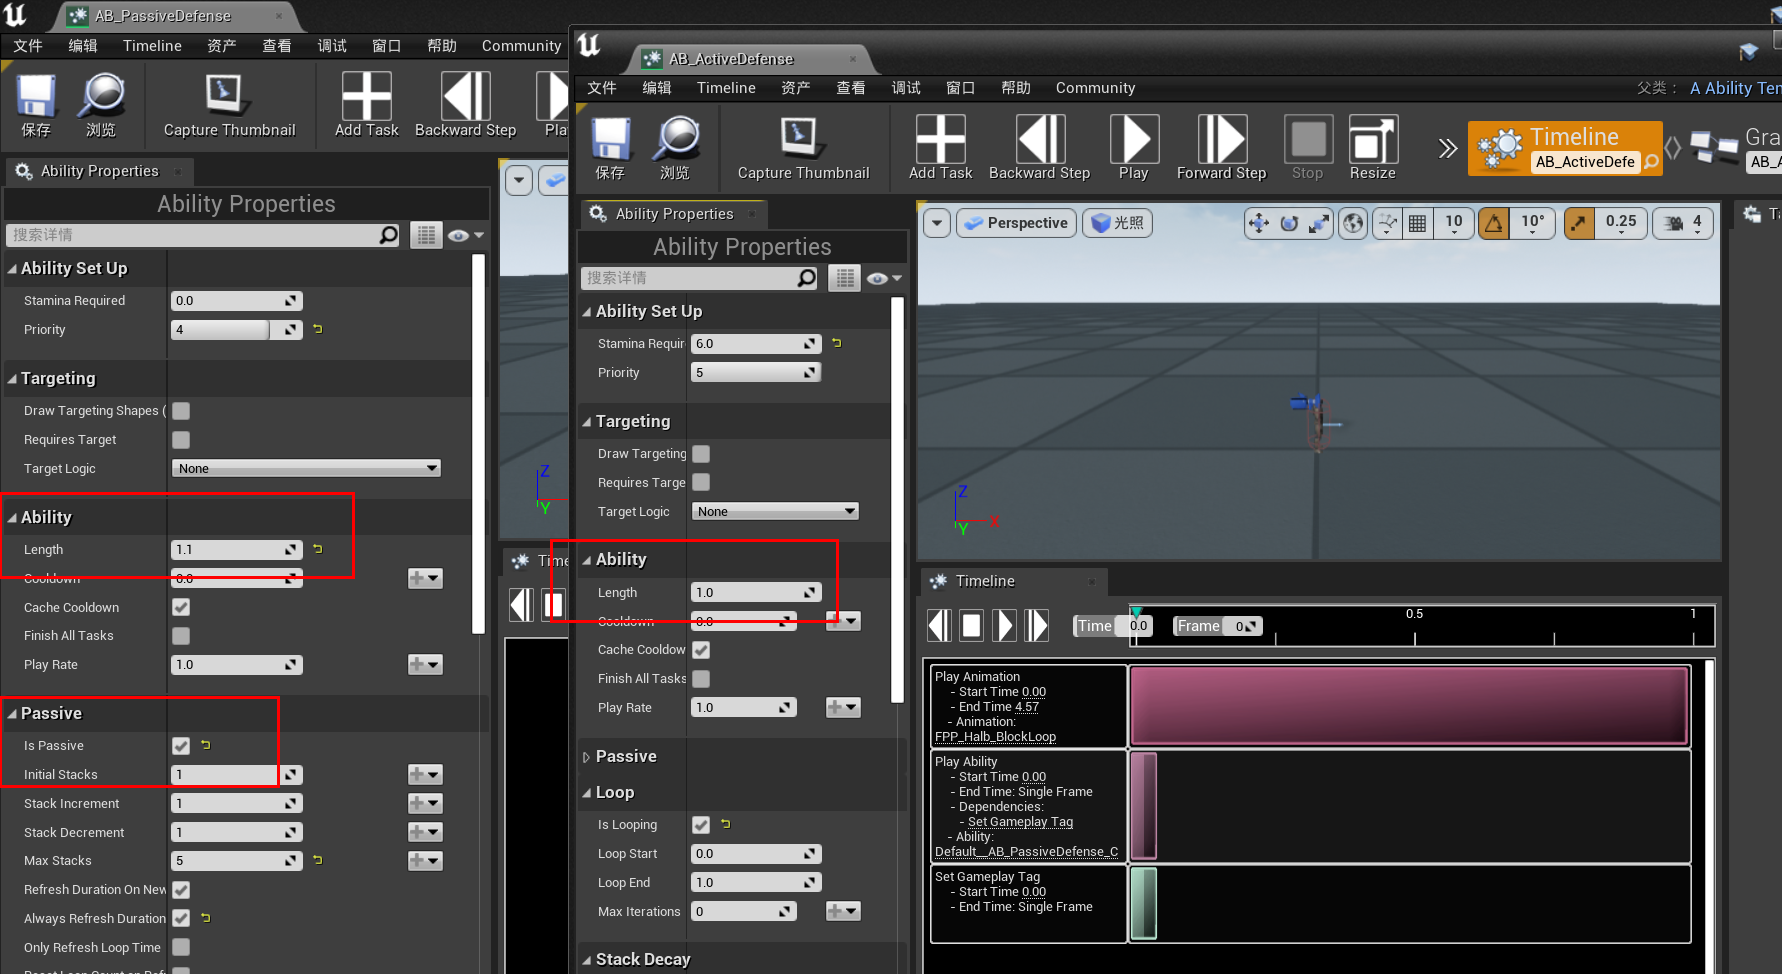 AB_PassiveDefense
文件 编辑 Timeline 资产 查看 调试 窗口 帮助 Community
保存 浏览 Capture Thumbnail Add Task Backward Step
Ability Properties
Ability Properties
搜索详情
Ability Set Up
Stamina Required 0.0
Priority 4
Targeting
Draw Targeting Shapes (
Requires Target
Target Logic None
Ability
Length 1.1
Cooldown 0.0
Cache Cooldown
Finish All Tasks
Play Rate 1.0
Passive
Is Passive
Initial Stacks 1
Stack Increment 1
Stack Decrement 1
Max Stacks 5
Refresh Duration On New
Always Refresh Duration
Only Refresh Loop Time
Z
Y
AB_ActiveDefense
文件 编辑 Timeline 资产 查看 调试 窗口 帮助 Community 父类： A Ability Ten
保存 浏览 Capture Thumbnail Add Task Backward Step Play Forward Step Stop Resize
Timeline
AB_ActiveDefe
Gra
Ability Properties
Ability Properties
搜索详情
Ability Set Up
Stamina Requir 6.0
Priority 5
Targeting
Draw Targeting
Requires Targe
Target Logic None
Ability
Length 1.0
Cooldown 0.0
Cache Cooldow
Finish All Tasks
Play Rate 1.0
Passive
Loop
Is Looping
Loop Start 0.0
Loop End 1.0
Max Iterations 0
Stack Decay
Perspective 光照 10 10° 0.25 4
Z
X
Y
Timeline
Time 0.0 Frame 0 0.5 1
Play Animation
- Start Time 0.00
- End Time 4.57
- Animation:
FPP_Halb_BlockLoop
Play Ability
- Start Time 0.00
- End Time: Single Frame
- Dependencies:
- Set Gameplay Tag
- Ability:
Default__AB_PassiveDefense_C
Set Gameplay Tag
- Start Time 0.00
- End Time: Single Frame